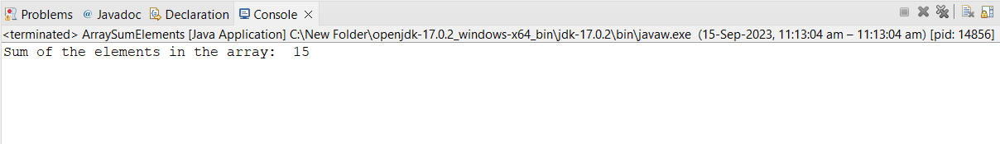 Problems @ Javadoc Declaration Console
<terminated> ArraySumElements [Java Application] C:\New Folder\openjdk-17.0.2_windows-x64_bin\jdk-17.0.2\bin\javaw.exe (15-Sep-2023, 11:13:04 am – 11:13:04 am) [pid: 14856]
Sum of the elements in the array:  15